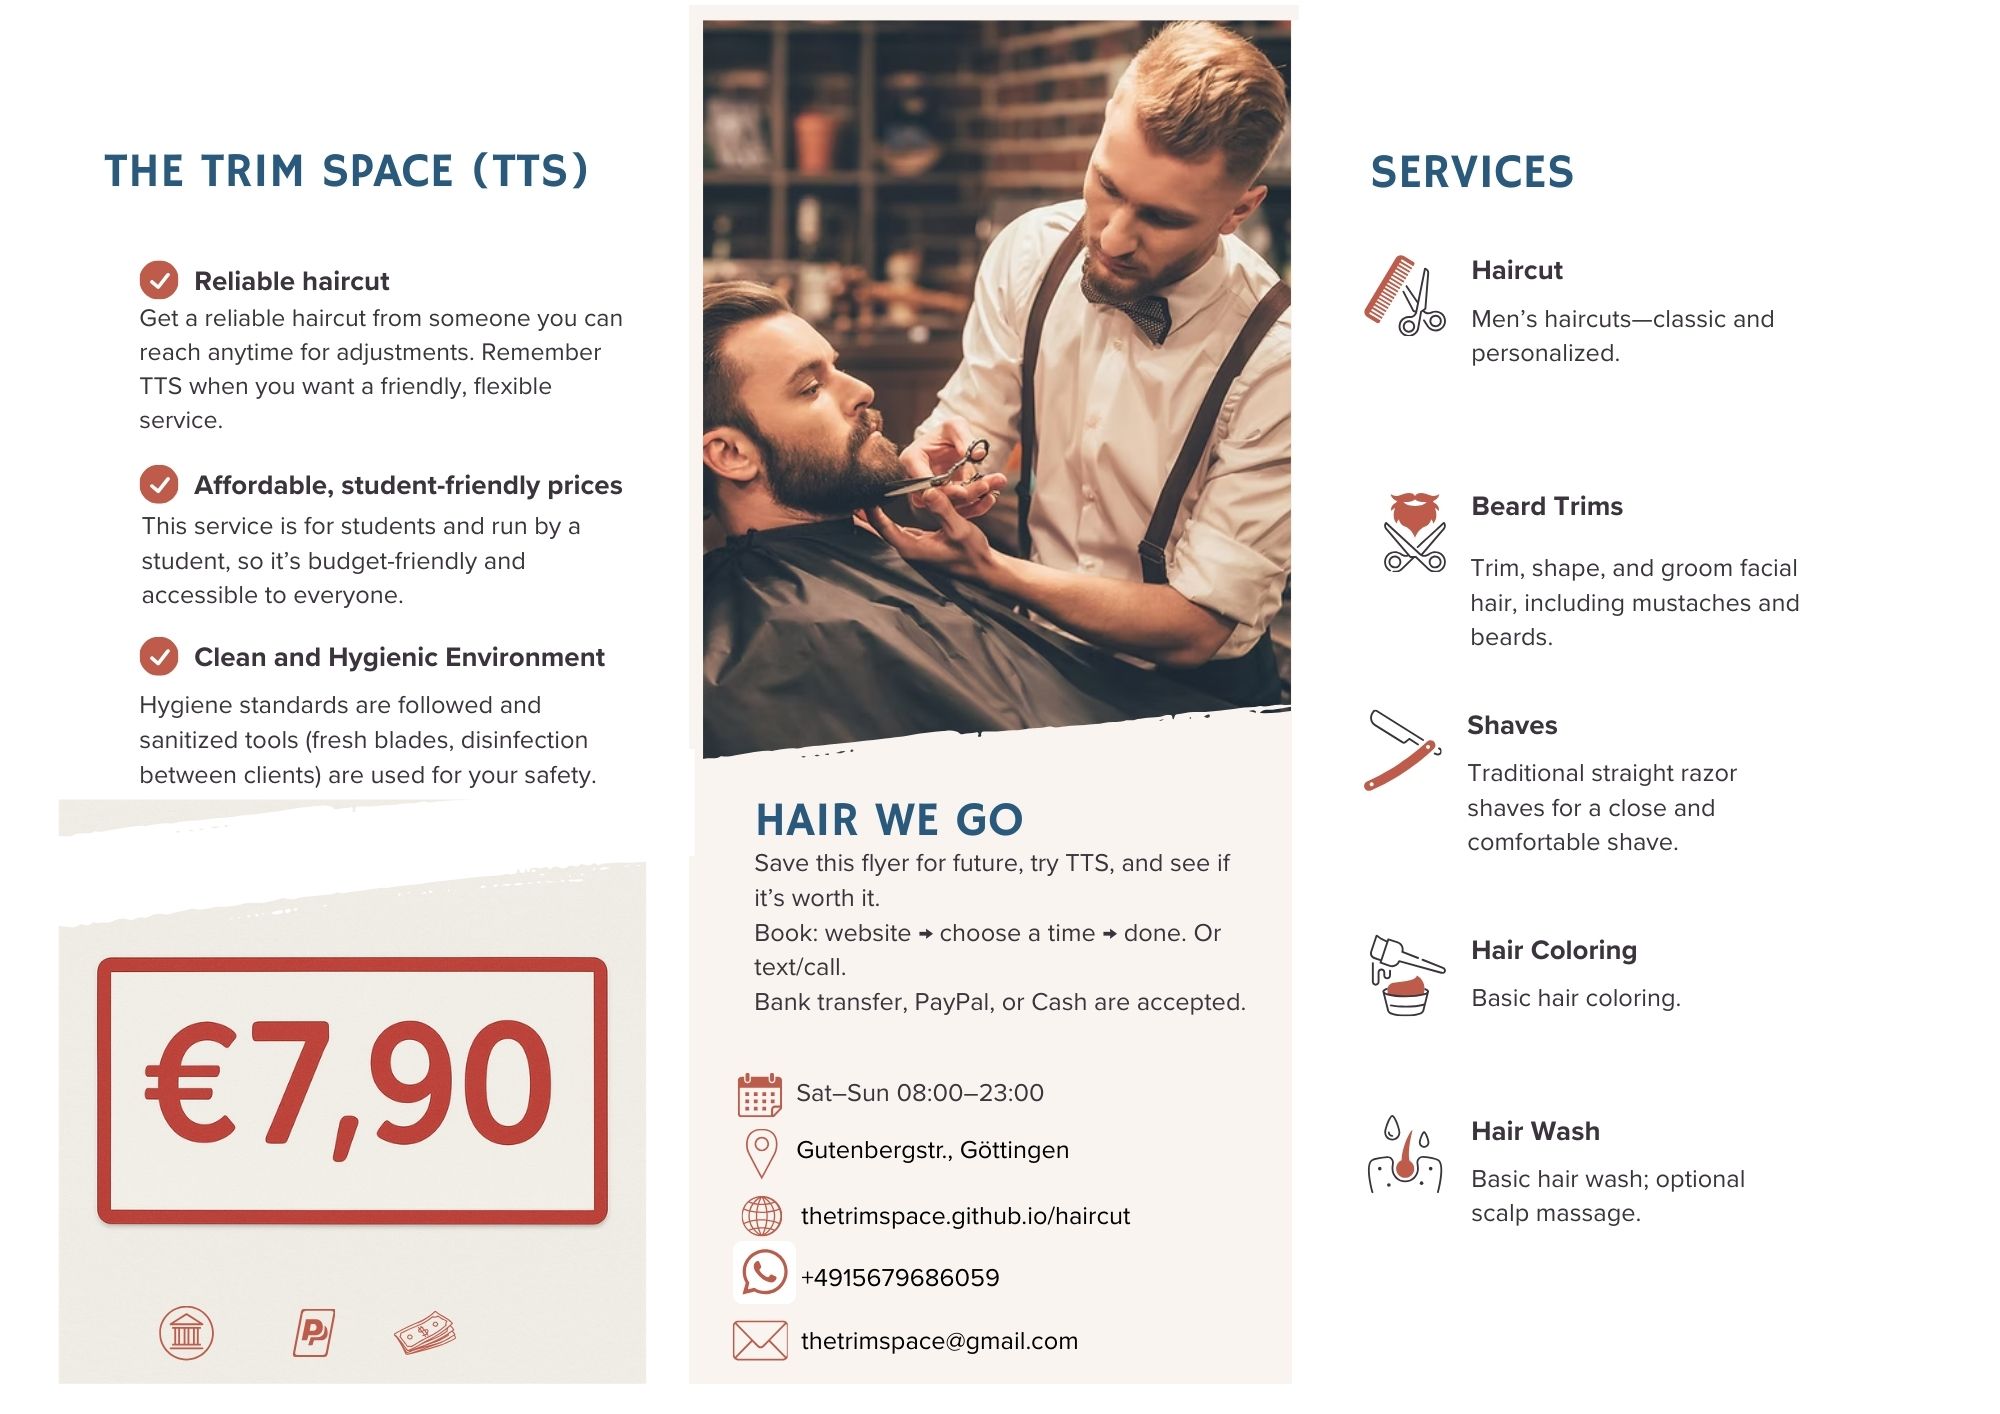 THE TRIM SPACE (TTS)
Reliable haircut
Get a reliable haircut from someone you can
reach anytime for adjustments. Remember
TTS when you want a friendly, flexible
service.
Affordable, student-friendly prices
This service is for students and run by a
student, so it’s budget-friendly and
accessible to everyone.
Clean and Hygienic Environment
Hygiene standards are followed and
sanitized tools (fresh blades, disinfection
between clients) are used for your safety.
€7,90
HAIR WE GO
Save this flyer for future, try TTS, and see if
it’s worth it.
Book: website → choose a time → done. Or
text/call.
Bank transfer, PayPal, or Cash are accepted.
Sat–Sun 08:00–23:00
Gutenbergstr., Göttingen
thetrimspace.github.io/haircut
+4915679686059
thetrimspace@gmail.com
SERVICES
Haircut
Men’s haircuts—classic and
personalized.
Beard Trims
Trim, shape, and groom facial
hair, including mustaches and
beards.
Shaves
Traditional straight razor
shaves for a close and
comfortable shave.
Hair Coloring
Basic hair coloring.
Hair Wash
Basic hair wash; optional
scalp massage.